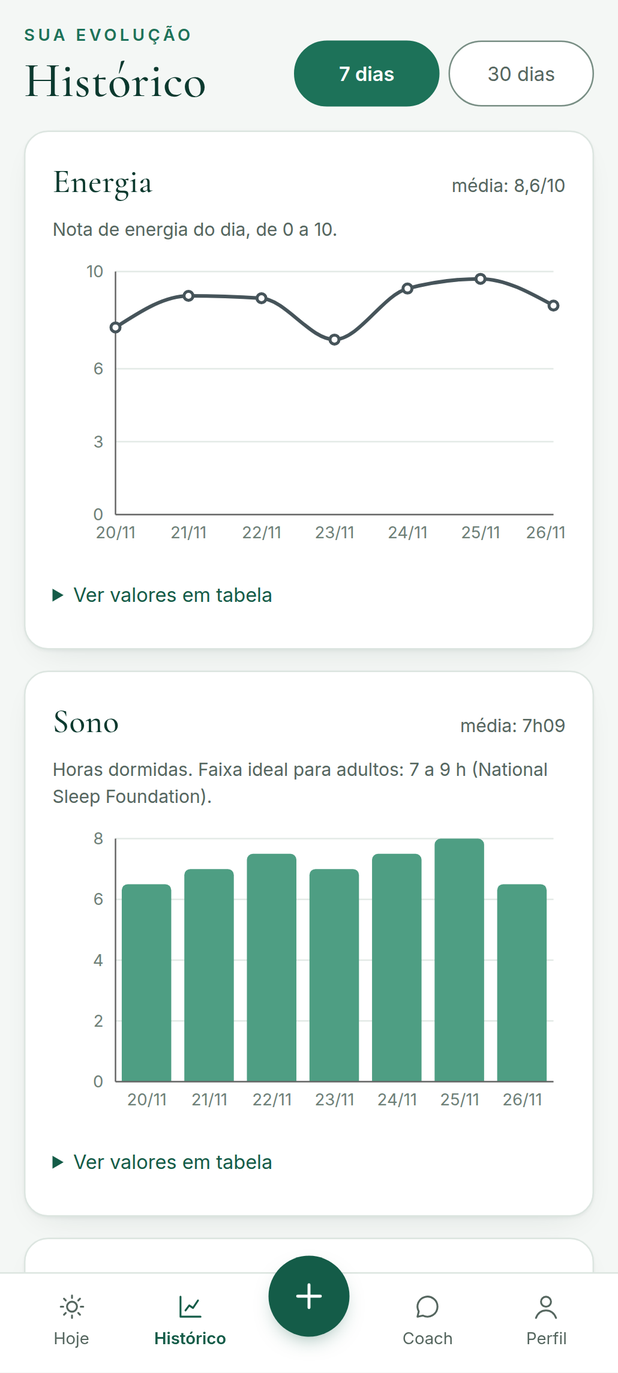 SUA EVOLUÇÃO
Histórico
7 dias
30 dias
Energia
média: 8,6/10
Nota de energia do dia, de 0 a 10.
10
6
3
0
20/11 21/11 22/11 23/11 24/11 25/11 26/11
Ver valores em tabela
Sono
média: 7h09
Horas dormidas. Faixa ideal para adultos: 7 a 9 h (National
Sleep Foundation).
8
6
4
2
0
20/11 21/11 22/11 23/11 24/11 25/11 26/11
Ver valores em tabela
Hoje
Histórico
Coach
Perfil